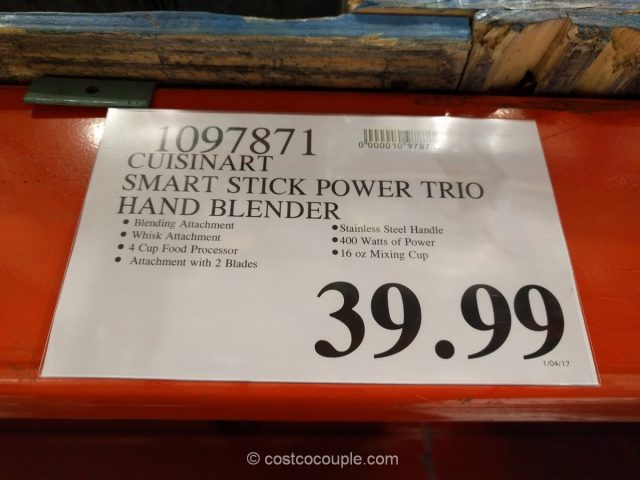 1097871
CUISINART
SMART STICK POWER TRIO
HAND BLENDER
• Blending Attachment
• Whisk Attachment
• 4 Cup Food Processor
• Attachment with 2 Blades
• Stainless Steel Handle
• 400 Watts of Power
• 16 oz Mixing Cup
39.99
1/04/17
© costcocouple.com